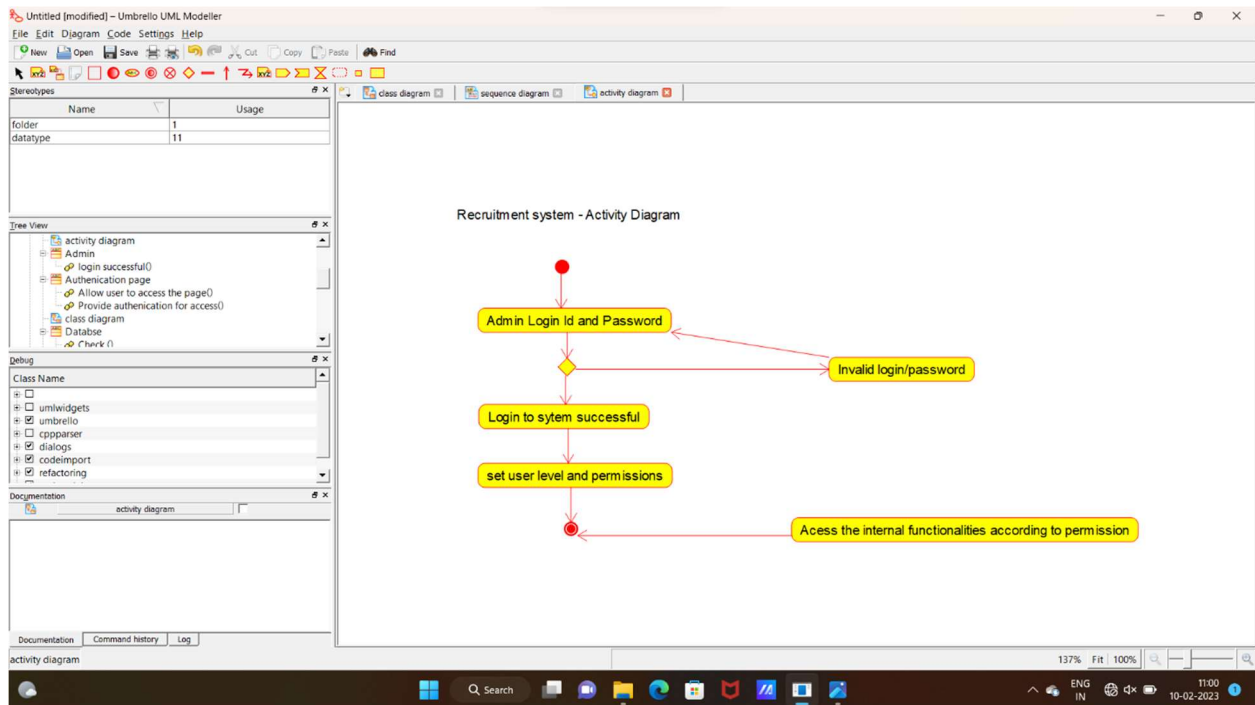 Untitled [modified] – Umbrello UML Modeller
File Edit Diagram Code Settings Help
New Open Save Cut Copy Paste Find
Stereotypes
Name Usage
folder 1
datatype 11
class diagram sequence diagram activity diagram
Tree View
activity diagram
Admin
login successful()
Authenication page
Allow user to access the page()
Provide authenication for access()
class diagram
Databse
Check ()
Debug
Class Name
umlwidgets
umbrello
cppparser
dialogs
codeimport
refactoring
Documentation
activity diagram
Documentation Command history Log
activity diagram
Recruitment system - Activity Diagram
Admin Login Id and Password
Invalid login/password
Login to sytem successful
set user level and permissions
Acess the internal functionalities according to permission
137% Fit 100%
Search
ENG
IN
11:00
10-02-2023
1